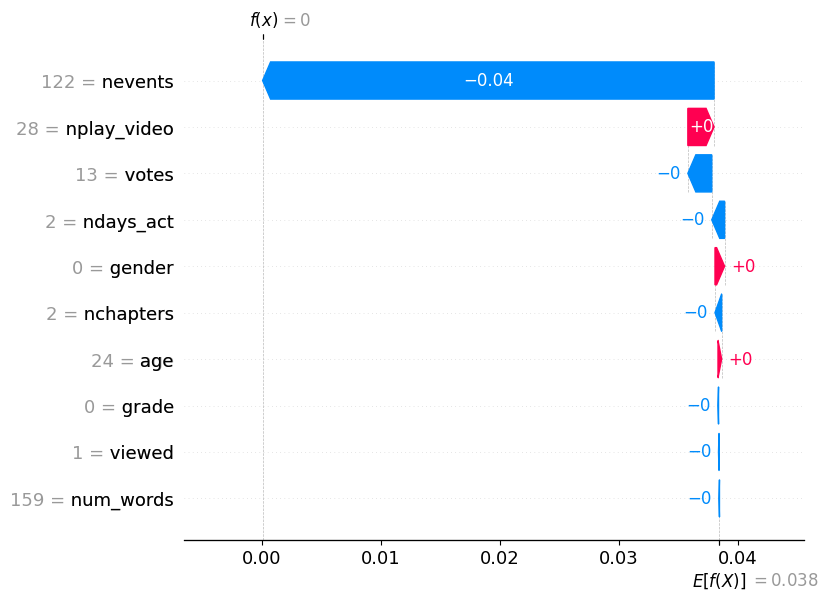 f(x) = 0
122 = nevents −0.04
28 = nplay_video +0
13 = votes −0
2 = ndays_act −0
0 = gender +0
2 = nchapters −0
24 = age +0
0 = grade −0
1 = viewed −0
159 = num_words −0
0.00 0.01 0.02 0.03 0.04
E[f(X)] = 0.038